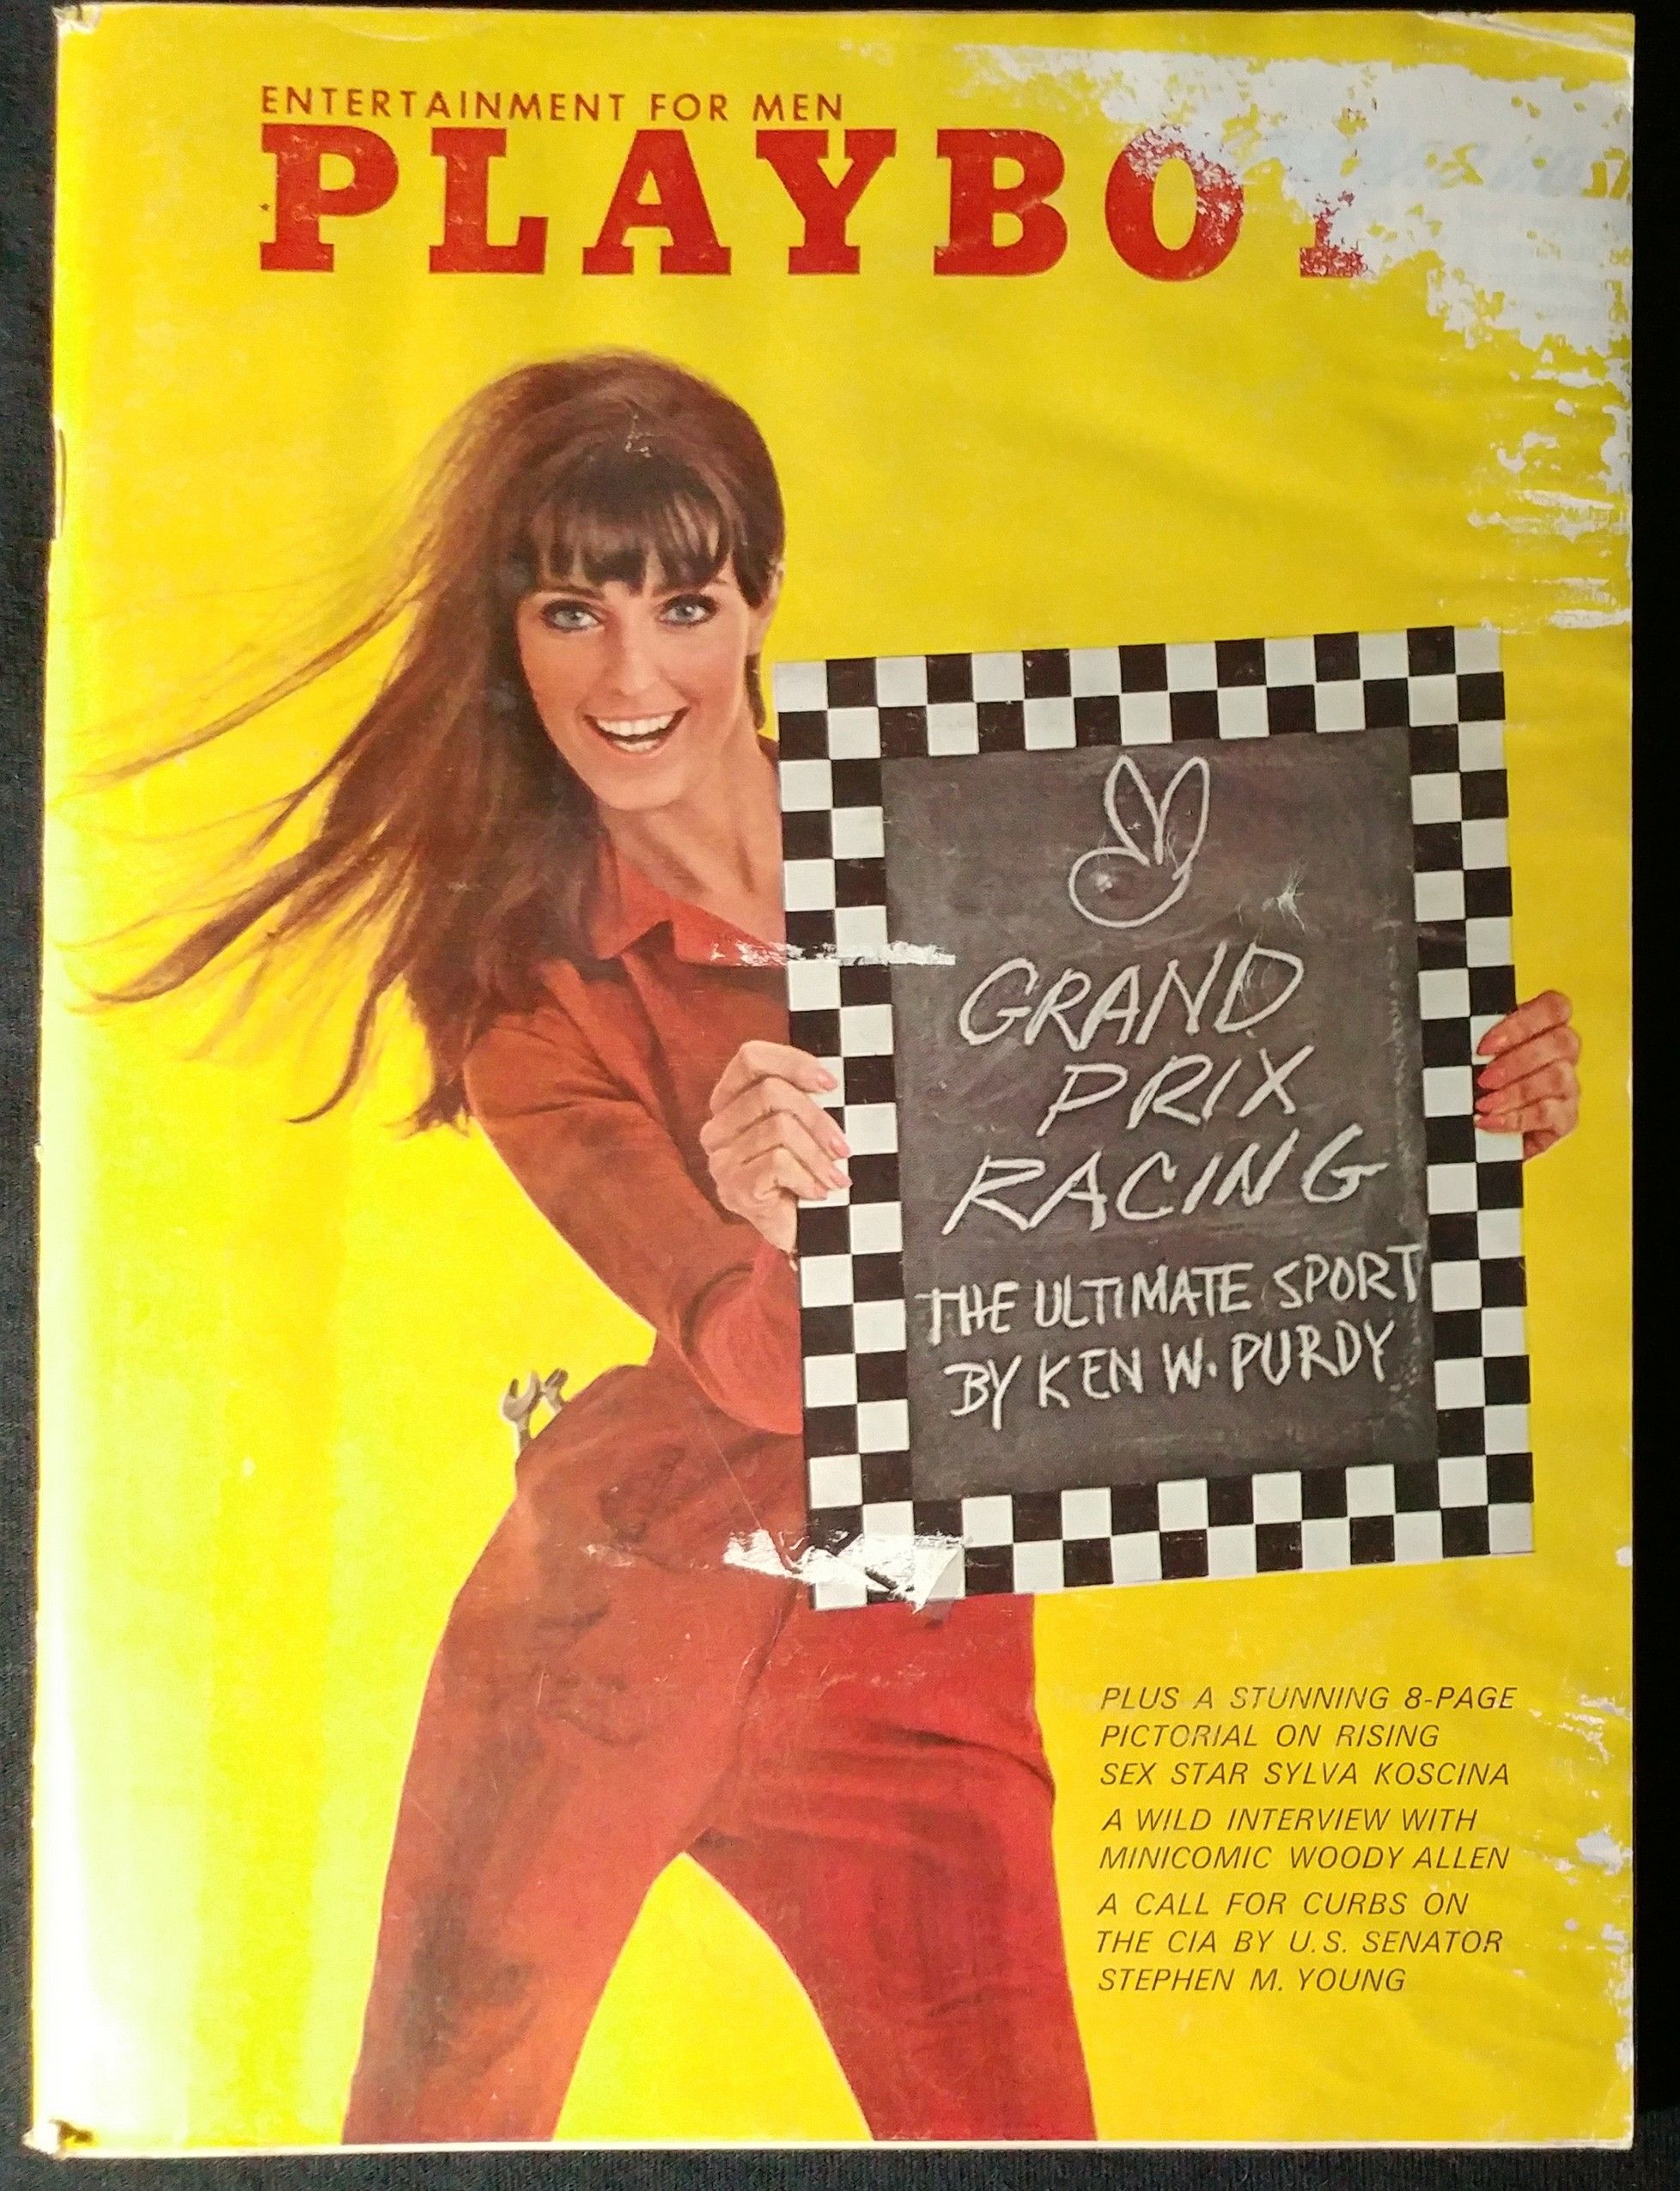 ENTERTAINMENT FOR MEN
PLAYBOY
GRAND
PRIX
RACING
THE ULTIMATE SPORT
BY KEN W. PURDY
PLUS A STUNNING 8-PAGE
PICTORIAL ON RISING
SEX STAR SYLVA KOSCINA
A WILD INTERVIEW WITH
MINICOMIC WOODY ALLEN
A CALL FOR CURBS ON
THE CIA BY U.S. SENATOR
STEPHEN M. YOUNG